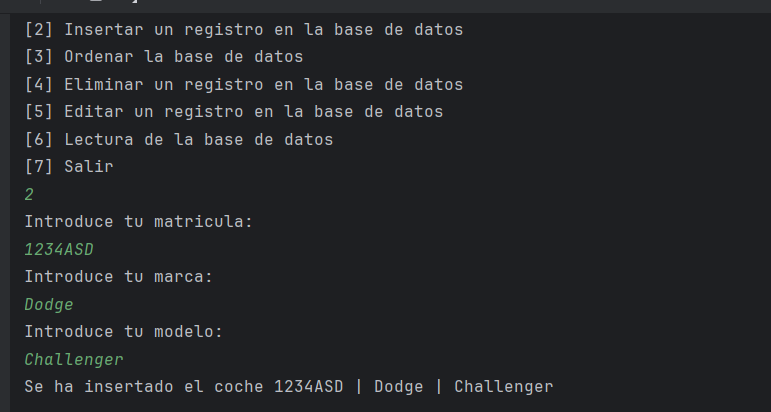 [2] Insertar un registro en la base de datos
[3] Ordenar la base de datos
[4] Eliminar un registro en la base de datos
[5] Editar un registro en la base de datos
[6] Lectura de la base de datos
[7] Salir
2
Introduce tu matricula:
1234ASD
Introduce tu marca:
Dodge
Introduce tu modelo:
Challenger
Se ha insertado el coche 1234ASD | Dodge | Challenger